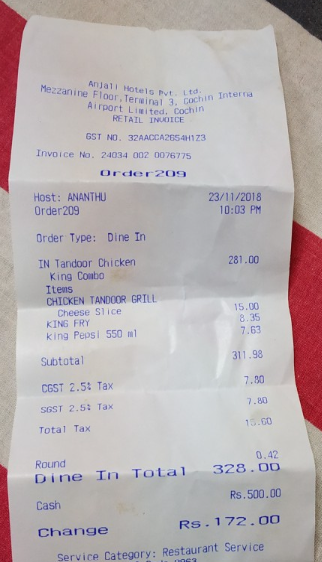 Anjali Hotels Pvt. Ltd.
Mezzanine Floor,Terminal 3, Cochin Interna
Airport Limited, Cochin
RETAIL INVOICE
GST NO. 32AACCA2654H1Z3
Invoice No. 24034 002 0076775
Order209
Host: ANANTHU 23/11/2018
Order209 10:03 PM
Order Type: Dine In
IN Tandoor Chicken 281.00
King Combo
Items
CHICKEN TANDOOR GRILL
Cheese Slice 15.00
KING FRY 8.35
king Pepsi 550 ml 7.63
Subtotal 311.98
CGST 2.5% Tax 7.80
SGST 2.5% Tax 7.80
Total Tax 15.60
Round 0.42
Dine In Total 328.00
Cash Rs.500.00
Change Rs.172.00
Service Category: Restaurant Service